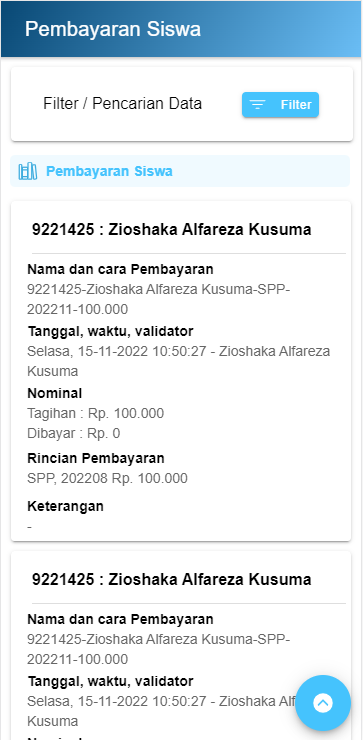 Pembayaran Siswa
Filter / Pencarian Data
Filter
Pembayaran Siswa
9221425 : Zioshaka Alfareza Kusuma
Nama dan cara Pembayaran
9221425-Zioshaka Alfareza Kusuma-SPP-
202211-100.000
Tanggal, waktu, validator
Selasa, 15-11-2022 10:50:27 - Zioshaka Alfareza
Kusuma
Nominal
Tagihan : Rp. 100.000
Dibayar : Rp. 0
Rincian Pembayaran
SPP, 202208 Rp. 100.000
Keterangan
-
9221425 : Zioshaka Alfareza Kusuma
Nama dan cara Pembayaran
9221425-Zioshaka Alfareza Kusuma-SPP-
202211-100.000
Tanggal, waktu, validator
Selasa, 15-11-2022 10:50:27 - Zioshaka
Kusuma